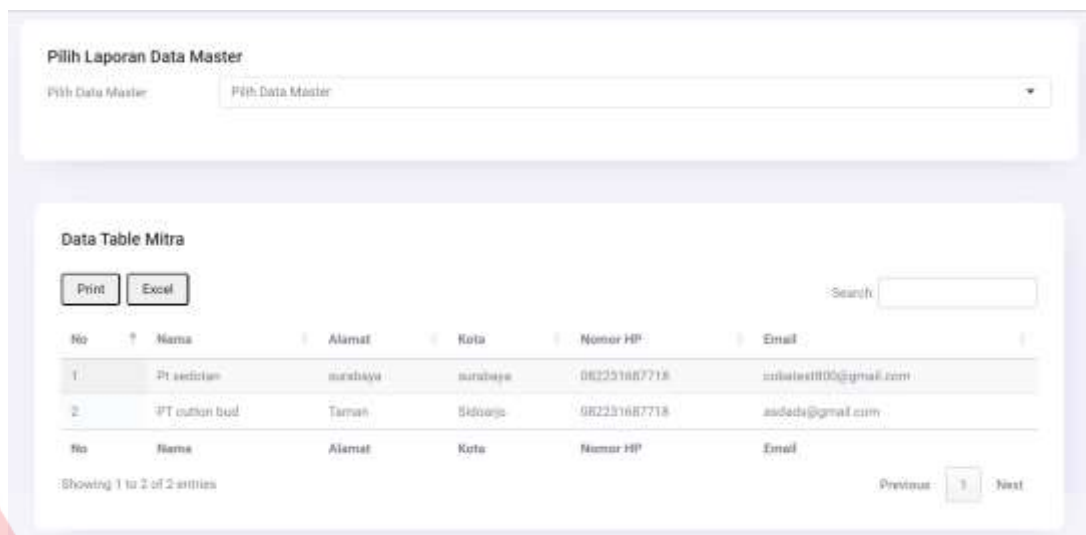 Pilih Laporan Data Master
Pilih Data Master Pilih Data Master
Data Table Mitra
Print Excel Search
No Nama Alamat Kota Nomor HP Email
1 Pt sedotan surabaya surabaya 082231687718
2 PT cutton bud Taman Sidoarjo 082231687718 asdads@gmail.com
No Nama Alamat Kota Nomor HP Email
Showing 1 to 2 of 2 entries Previous 1 Next